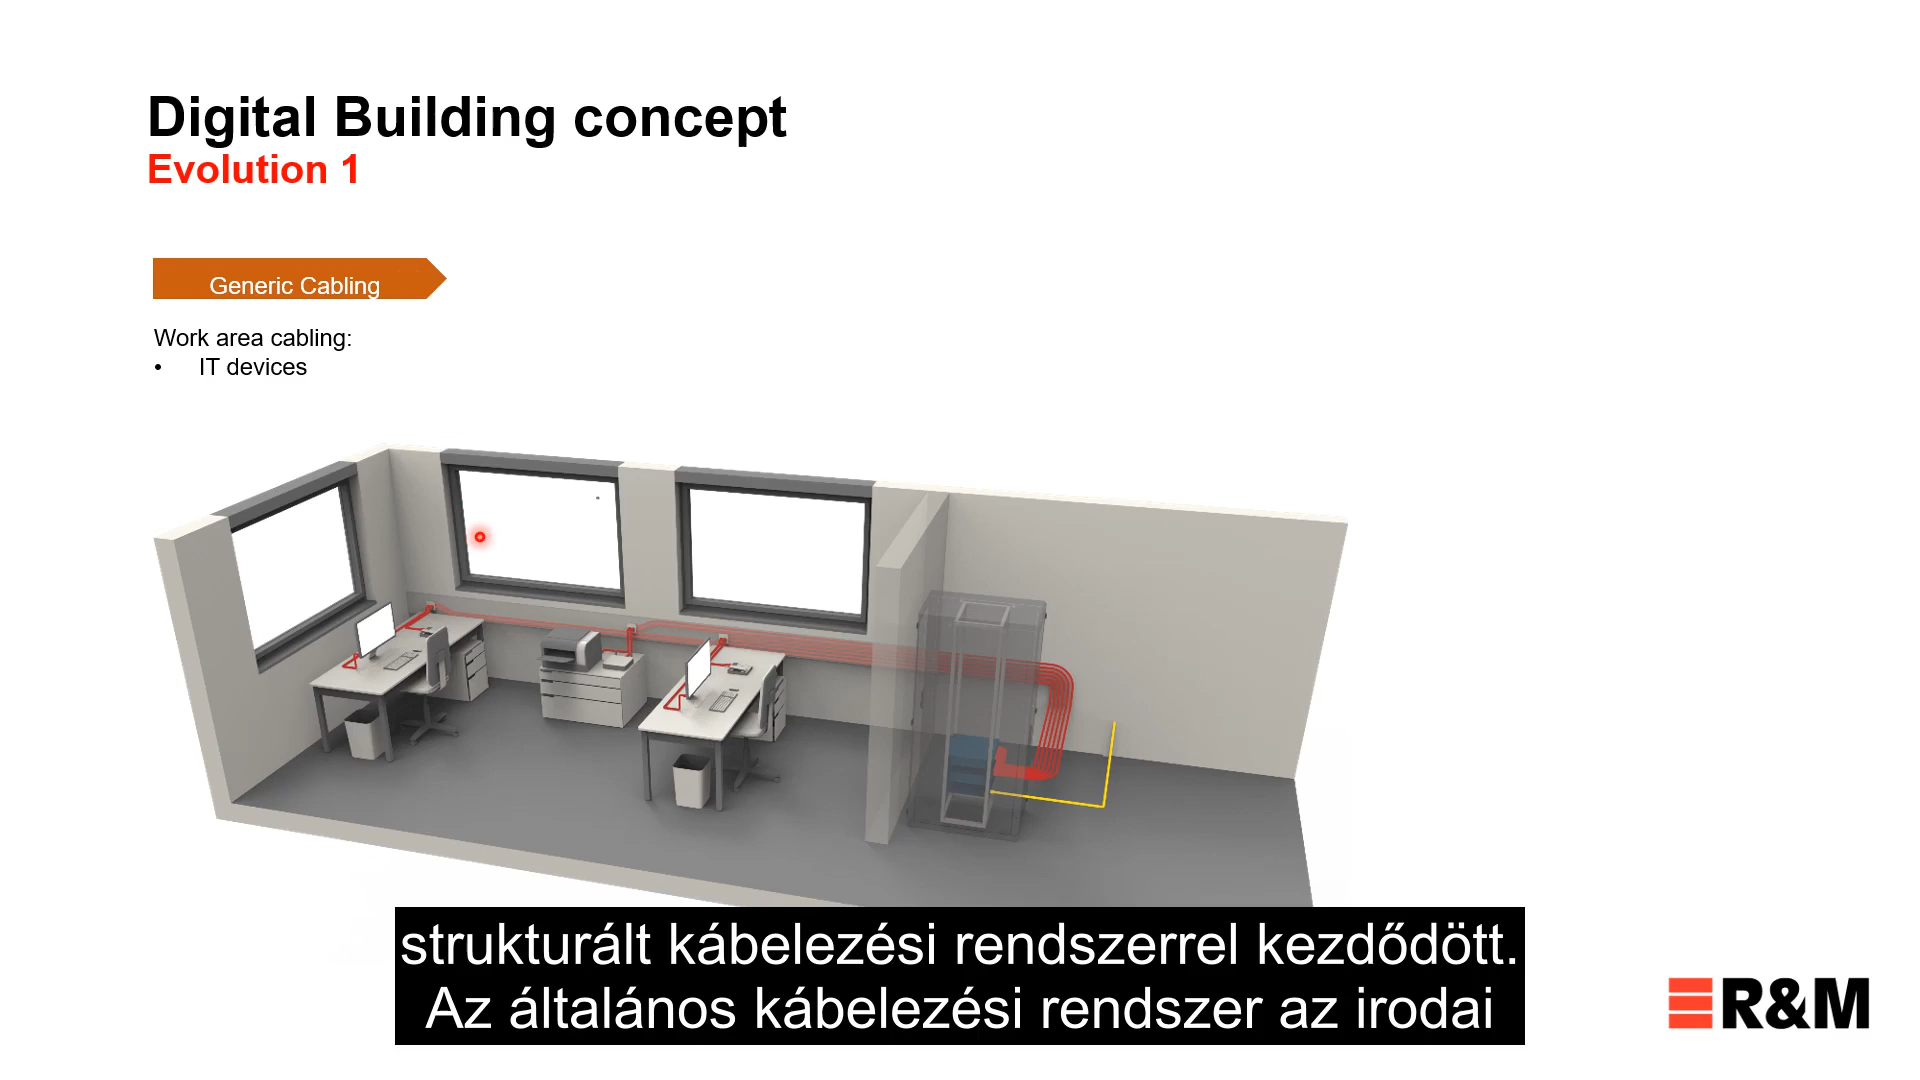 Digital Building concept
Evolution 1
Generic Cabling
Work area cabling:
• IT devices
strukturált kábelezési rendszerrel kezdődött.
Az általános kábelezési rendszer az irodai
R&M